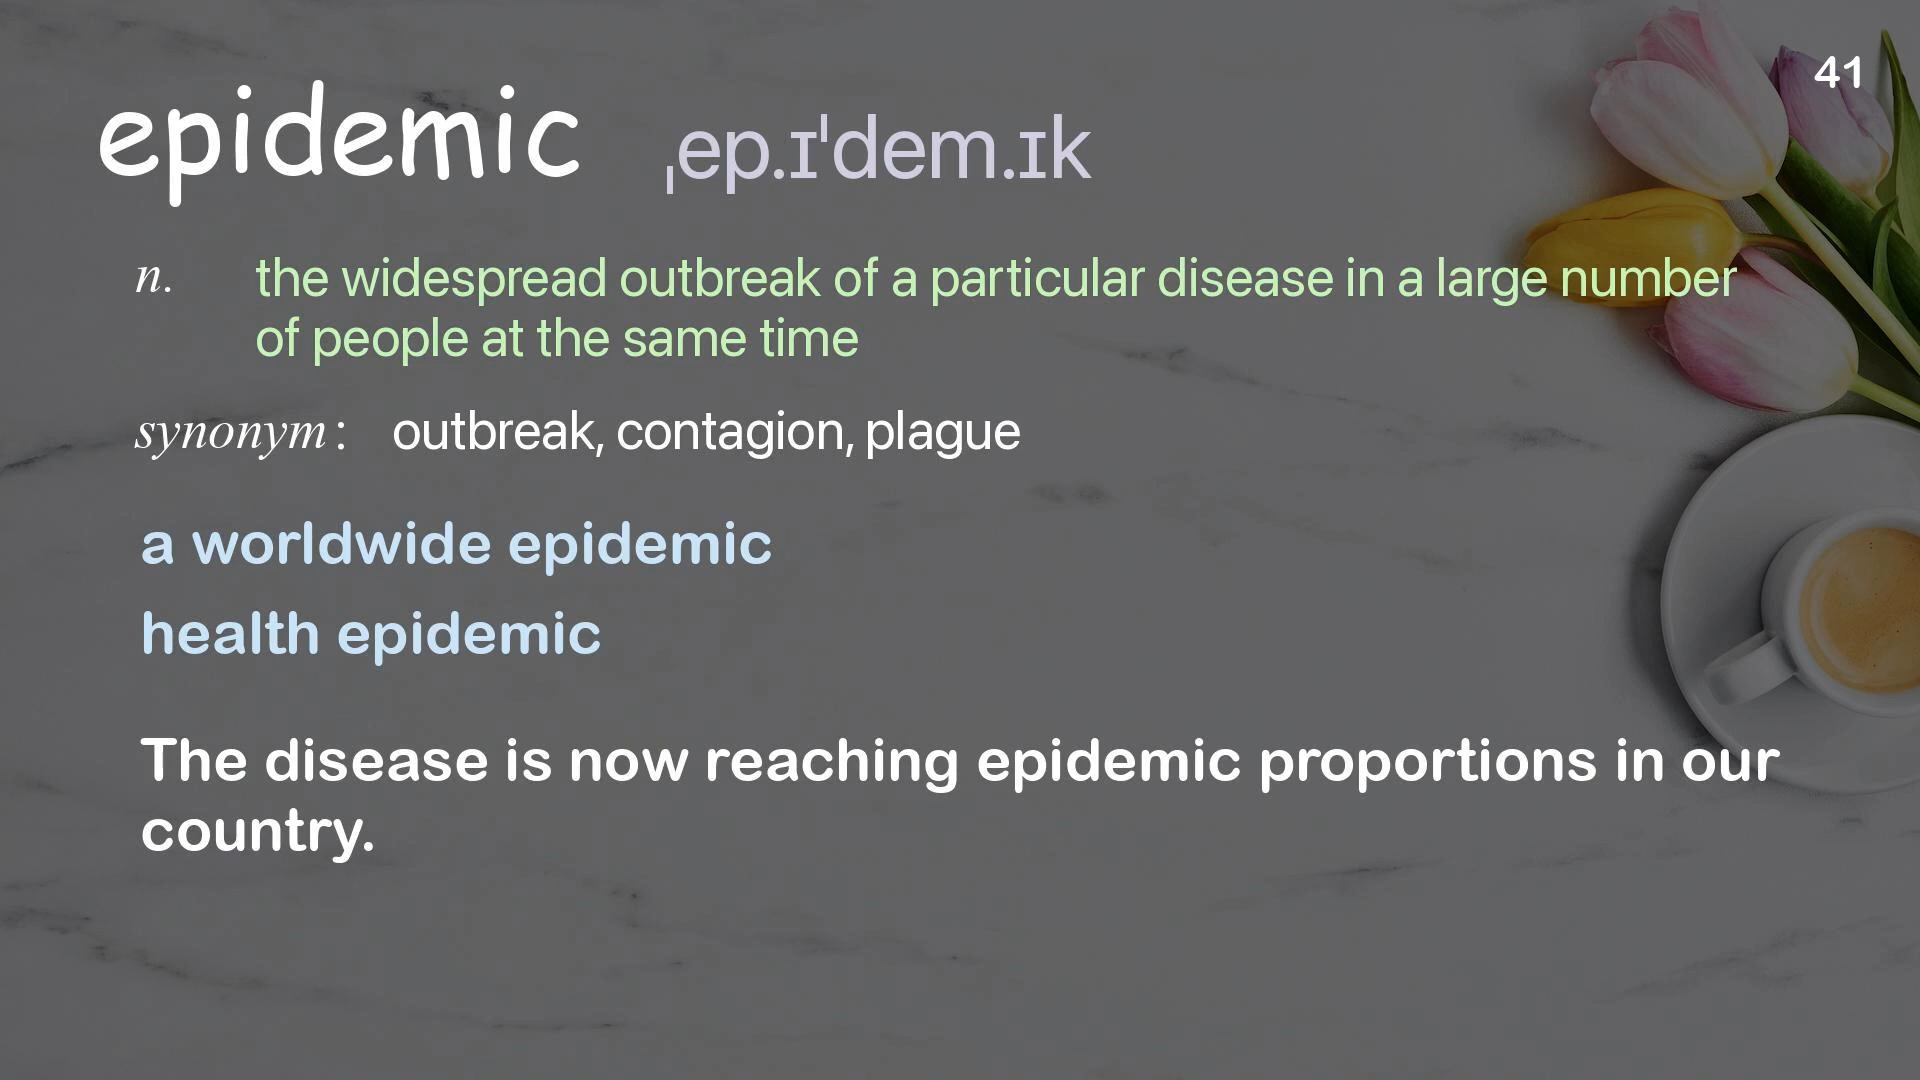 41
epidemic ˌep.ɪˈdem.ɪk
n. the widespread outbreak of a particular disease in a large number
of people at the same time
synonym: outbreak, contagion, plague
a worldwide epidemic
health epidemic
The disease is now reaching epidemic proportions in our
country.